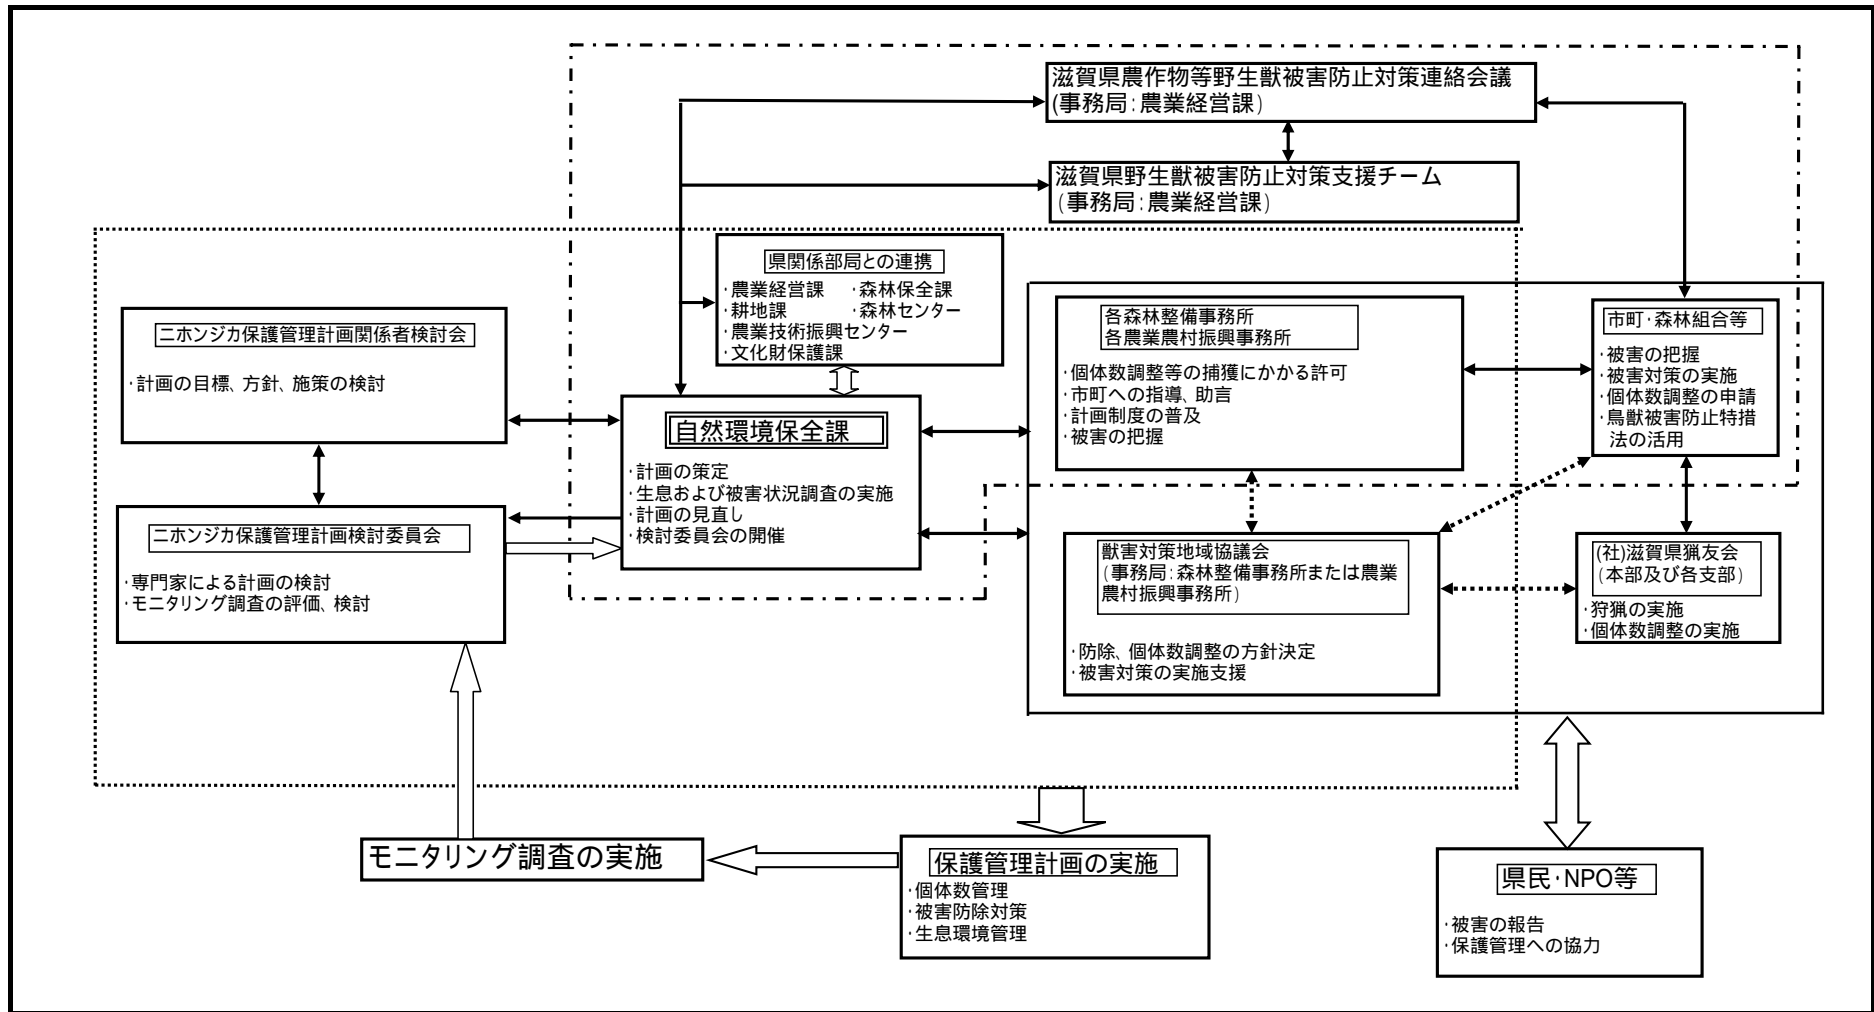 滋賀県農作物等野生獣被害防止対策連絡会議
(事務局:農業経営課)
滋賀県野生獣被害防止対策支援チーム
(事務局:農業経営課)
県関係部局との連携
・農業経営課 ・森林保全課
・耕地課 ・森林センター
・農業技術振興センター
・文化財保護課
ニホンジカ保護管理計画関係者検討会
・計画の目標、方針、施策の検討
自然環境保全課
・計画の策定
・生息および被害状況調査の実施
・計画の見直し
・検討委員会の開催
ニホンジカ保護管理計画検討委員会
・専門家による計画の検討
・モニタリング調査の評価、検討
各森林整備事務所
各農業農村振興事務所
・個体数調整等の捕獲にかかる許可
・市町への指導、助言
・計画制度の普及
・被害の把握
市町・森林組合等
・被害の把握
・被害対策の実施
・個体数調整の申請
・鳥獣被害防止特措
法の活用
獣害対策地域協議会
(事務局:森林整備事務所または農業
農村振興事務所)
・防除、個体数調整の方針決定
・被害対策の実施支援
(社)滋賀県猟友会
(本部及び各支部)
・狩猟の実施
・個体数調整の実施
モニタリング調査の実施
保護管理計画の実施
・個体数管理
・被害防除対策
・生息環境管理
県民・NPO等
・被害の報告
・保護管理への協力